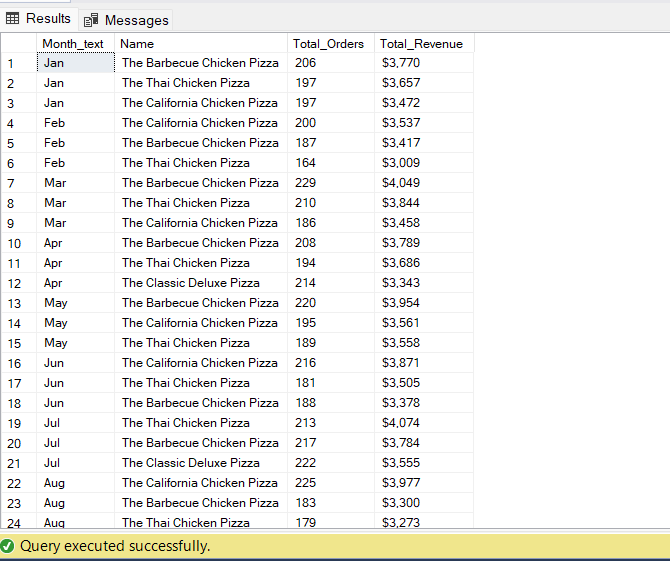 Results Messages
Month_text Name Total_Orders Total_Revenue
1 Jan The Barbecue Chicken Pizza 206 $3,770
2 Jan The Thai Chicken Pizza 197 $3,657
3 Jan The California Chicken Pizza 197 $3,472
4 Feb The California Chicken Pizza 200 $3,537
5 Feb The Barbecue Chicken Pizza 187 $3,417
6 Feb The Thai Chicken Pizza 164 $3,009
7 Mar The Barbecue Chicken Pizza 229 $4,049
8 Mar The Thai Chicken Pizza 210 $3,844
9 Mar The California Chicken Pizza 186 $3,458
10 Apr The Barbecue Chicken Pizza 208 $3,789
11 Apr The Thai Chicken Pizza 194 $3,686
12 Apr The Classic Deluxe Pizza 214 $3,343
13 May The Barbecue Chicken Pizza 220 $3,954
14 May The California Chicken Pizza 195 $3,561
15 May The Thai Chicken Pizza 189 $3,558
16 Jun The California Chicken Pizza 216 $3,871
17 Jun The Thai Chicken Pizza 181 $3,505
18 Jun The Barbecue Chicken Pizza 188 $3,378
19 Jul The Thai Chicken Pizza 213 $4,074
20 Jul The Barbecue Chicken Pizza 217 $3,784
21 Jul The Classic Deluxe Pizza 222 $3,555
22 Aug The California Chicken Pizza 225 $3,977
23 Aug The Barbecue Chicken Pizza 183 $3,300
24 Aug The Thai Chicken Pizza 179 $3,273
Query executed successfully.